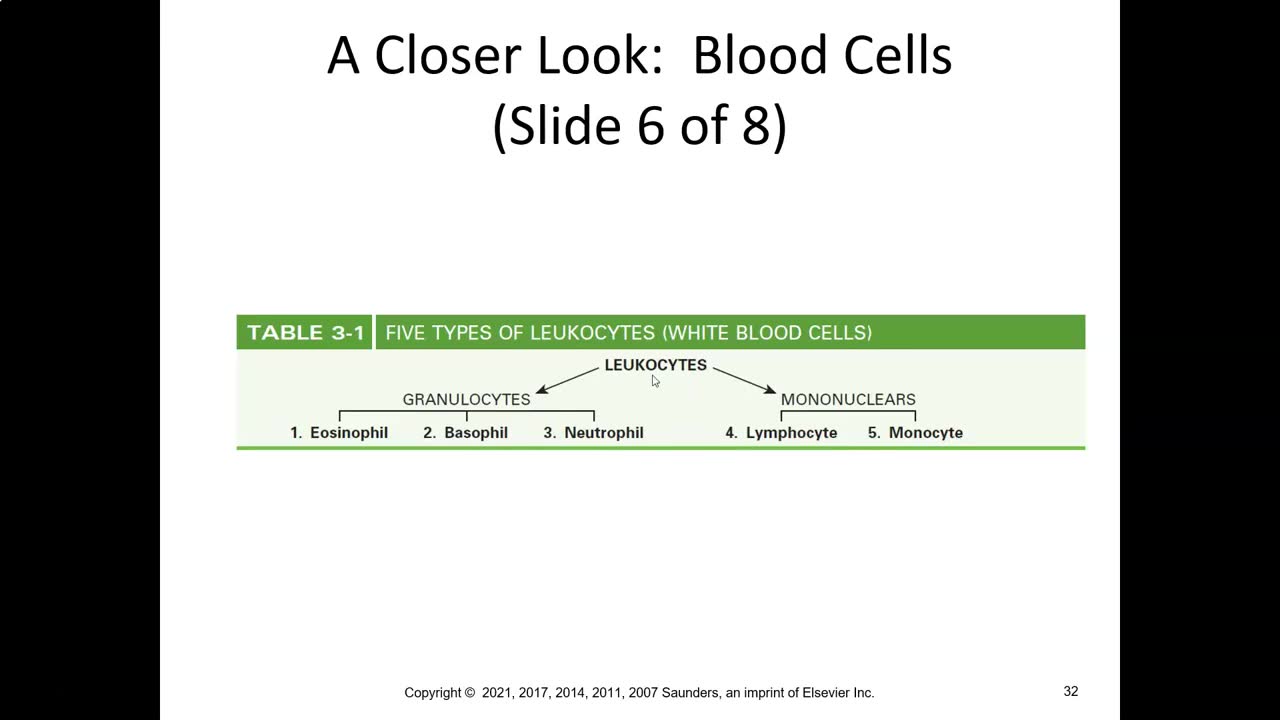 A Closer Look:  Blood Cells
(Slide 6 of 8)
TABLE 3-1 FIVE TYPES OF LEUKOCYTES (WHITE BLOOD CELLS)
LEUKOCYTES
GRANULOCYTES MONONUCLEARS
1. Eosinophil 2. Basophil 3. Neutrophil 4. Lymphocyte 5. Monocyte
Copyright © 2021, 2017, 2014, 2011, 2007 Saunders, an imprint of Elsevier Inc. 32